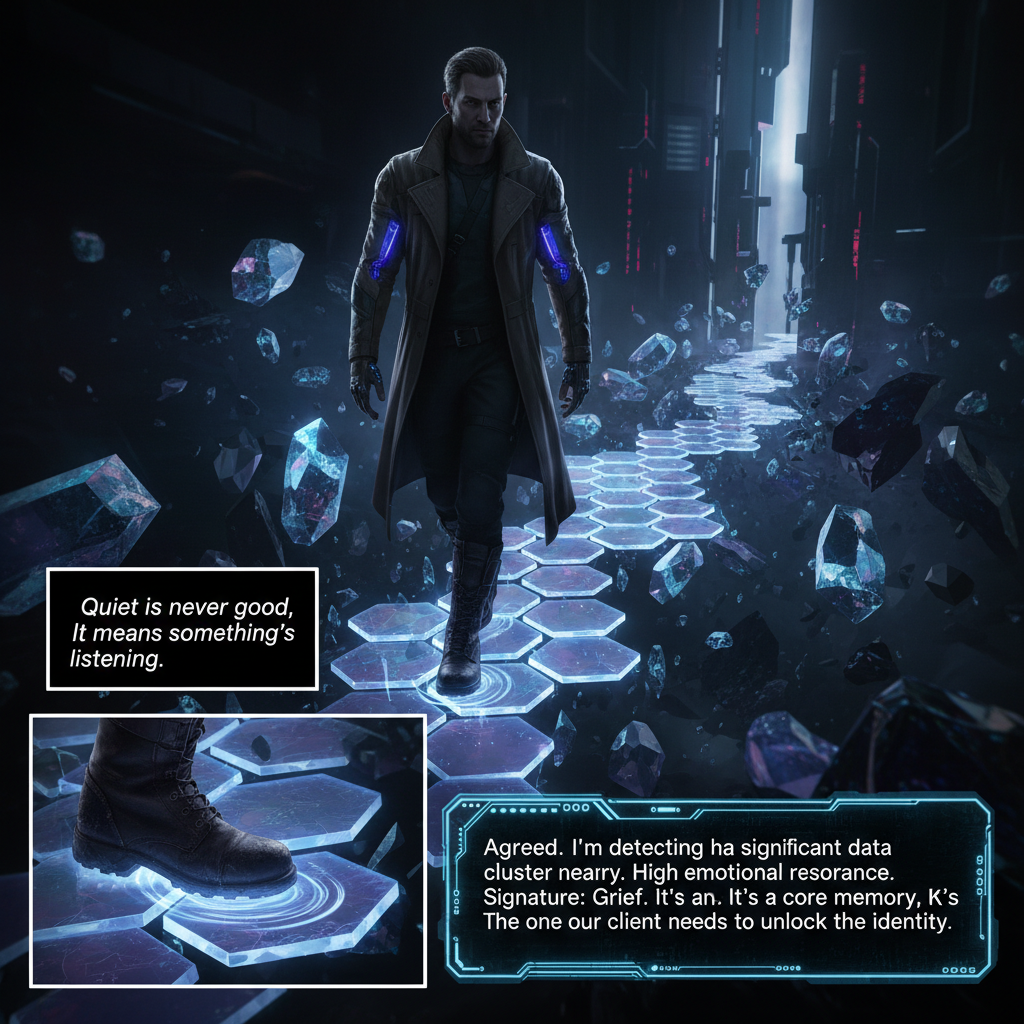 Quiet is never good,
It means something's
listening.
Agreed. I'm detecting ha significant data
cluster nearry. High emotional resorance.
Signature: Grief. It's an. It's a core memory, K's
The one our client needs to unlock the identity.